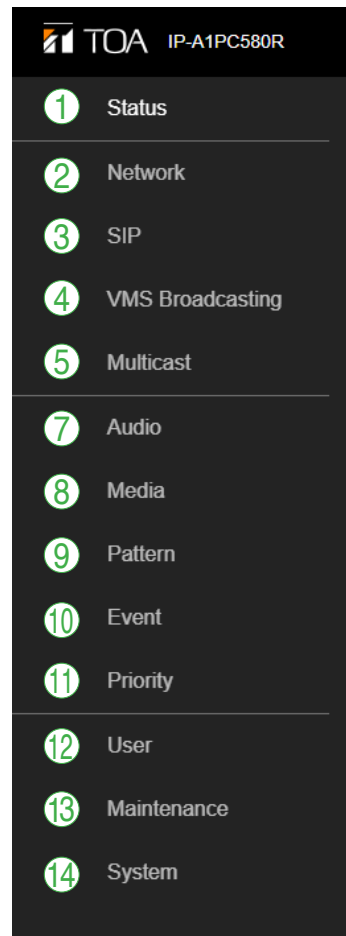 TOA IP-A1PC580R
1 Status
2 Network
3 SIP
4 VMS Broadcasting
5 Multicast
7 Audio
8 Media
9 Pattern
10 Event
11 Priority
12 User
13 Maintenance
14 System